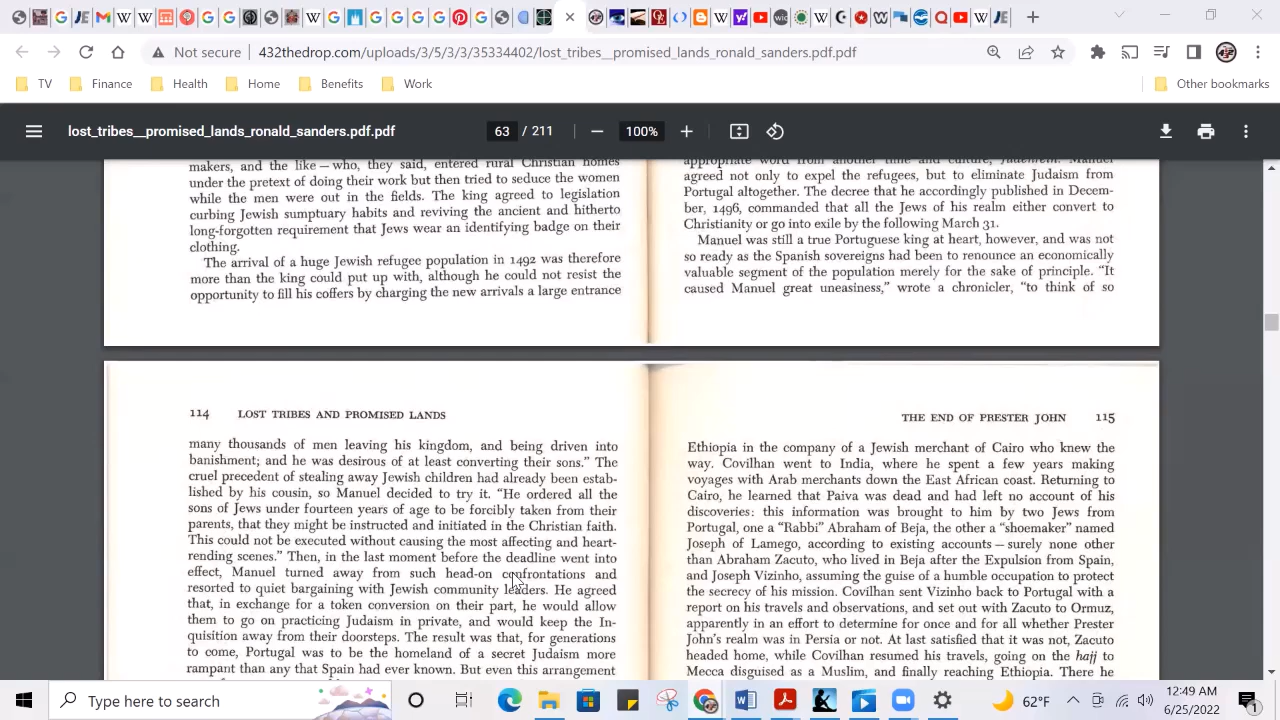 Not secure
432thedrop.com/uploads/3/5/3/3/35334402/lost_tribes__promised_lands_ronald_sanders.pdf.pdf
TV Finance Health Home Benefits Work Other bookmarks
lost_tribes__promised_lands_ronald_sanders.pdf.pdf 63 / 211 100%
makers, and the like — who, they said, entered rural Christian homes
under the pretext of doing their work but then tried to seduce the women
while the men were out in the fields. The king agreed to legislation
curbing Jewish sumptuary habits and reviving the ancient and hitherto
long-forgotten requirement that Jews wear an identifying badge on their
clothing.
The arrival of a huge Jewish refugee population in 1492 was therefore
more than the king could put up with, although he could not resist the
opportunity to fill his coffers by charging the new arrivals a large entrance
appropriate word from another time and culture, Judenrein. Manuel
agreed not only to expel the refugees, but to eliminate Judaism from
Portugal altogether. The decree that he accordingly published in Decem-
ber, 1496, commanded that all the Jews of his realm either convert to
Christianity or go into exile by the following March 31.
Manuel was still a true Portuguese king at heart, however, and was not
so ready as the Spanish sovereigns had been to renounce an economically
valuable segment of the population merely for the sake of principle. "It
caused Manuel great uneasiness," wrote a chronicler, "to think of so
114 LOST TRIBES AND PROMISED LANDS
many thousands of men leaving his kingdom, and being driven into
banishment; and he was desirous of at least converting their sons." The
cruel precedent of stealing away Jewish children had already been estab-
lished by his cousin, so Manuel decided to try it. "He ordered all the
sons of Jews under fourteen years of age to be forcibly taken from their
parents, that they might be instructed and initiated in the Christian faith.
This could not be executed without causing the most affecting and heart-
rending scenes." Then, in the last moment before the deadline went into
effect, Manuel turned away from such head-on confrontations and
resorted to quiet bargaining with Jewish community leaders. He agreed
that, in exchange for a token conversion on their part, he would allow
them to go on practicing Judaism in private, and would keep the In-
quisition away from their doorsteps. The result was that, for generations
to come, Portugal was to be the homeland of a secret Judaism more
rampant than any that Spain had ever known. But even this arrangement
THE END OF PRESTER JOHN 115
Ethiopia in the company of a Jewish merchant of Cairo who knew the
way. Covilhan went to India, where he spent a few years making
voyages with Arab merchants down the East African coast. Returning to
Cairo, he learned that Paiva was dead and had left no account of his
discoveries: this information was brought to him by two Jews from
Portugal, one a "Rabbi" Abraham of Beja, the other a "shoemaker" named
Joseph of Lamego, according to existing accounts — surely none other
than Abraham Zacuto, who lived in Beja after the Expulsion from Spain,
and Joseph Vizinho, assuming the guise of a humble occupation to protect
the secrecy of his mission. Covilhan sent Vizinho back to Portugal with a
report on his travels and observations, and set out with Zacuto to Ormuz,
apparently in an effort to determine for once and for all whether Prester
John's realm was in Persia or not. At last satisfied that it was not, Zacuto
headed home, while Covilhan resumed his travels, going on the hajj to
Mecca disguised as a Muslim, and finally reaching Ethiopia. There he
Type here to search
62°F
12:49 AM
6/25/2022